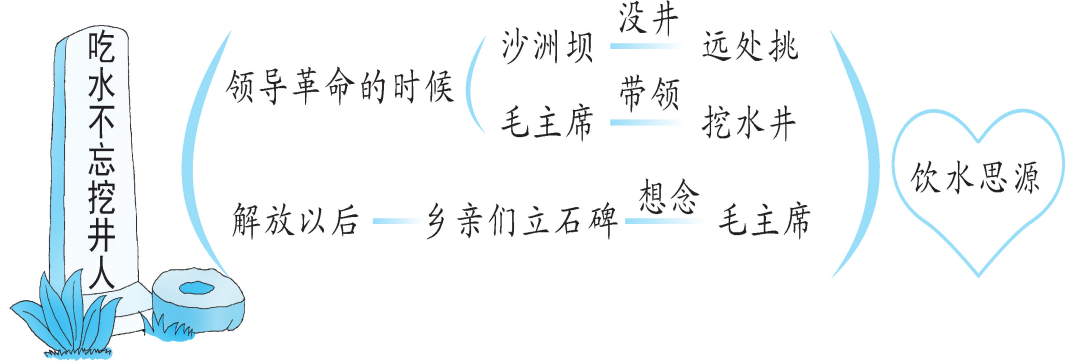 吃水不忘挖井人
领导革命的时候
沙洲坝 没井 远处挑
毛主席 带领 挖水井
解放以后 乡亲们立石碑 想念 毛主席
饮水思源